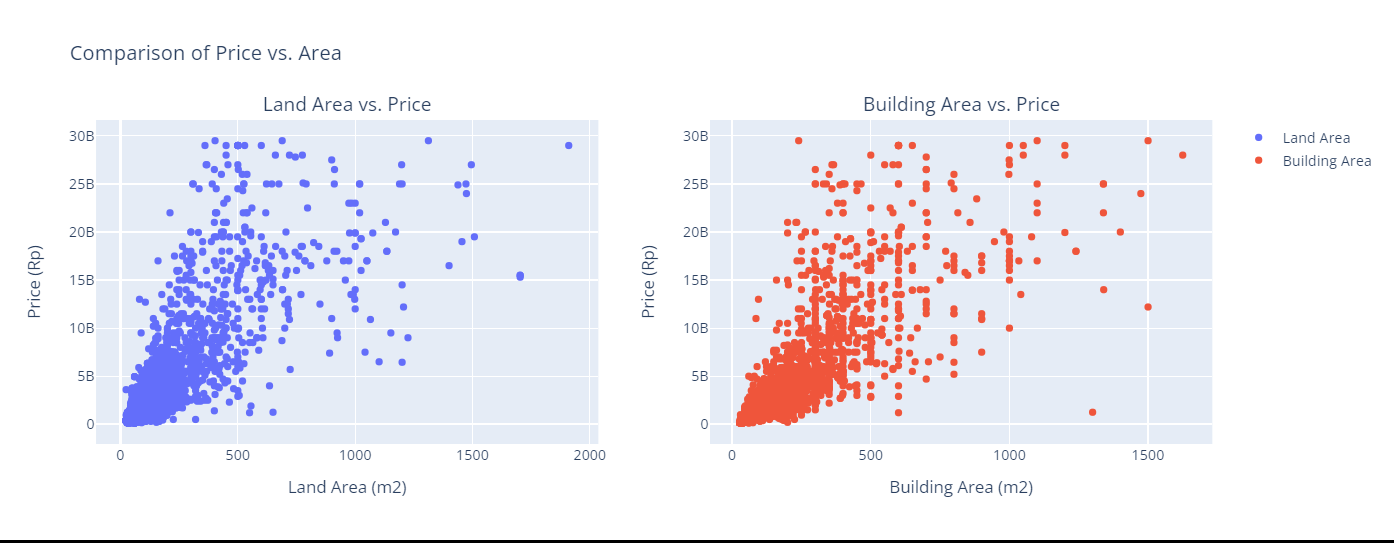 Comparison of Price vs. Area
Land Area vs. Price
Building Area vs. Price
Land Area
Building Area
Price (Rp)
30B
25B
20B
15B
10B
5B
0
0 500 1000 1500 2000
Land Area (m2)
Price (Rp)
30B
25B
20B
15B
10B
5B
0
0 500 1000 1500
Building Area (m2)